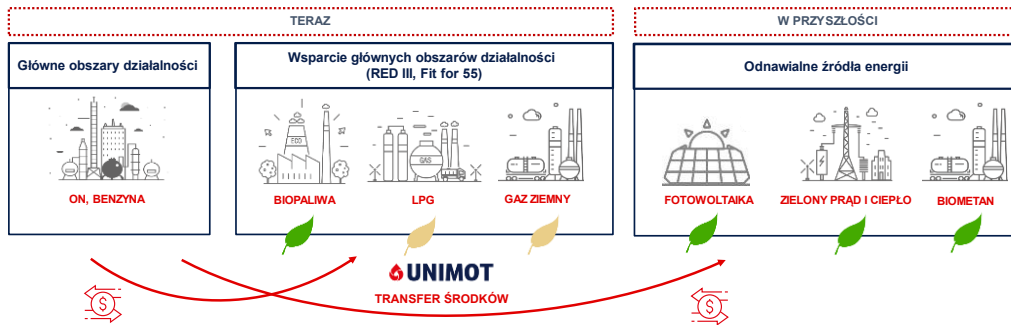 TERAZ
W PRZYSZŁOŚCI
Główne obszary działalności
Wsparcie głównych obszarów działalności
(RED III, Fit for 55)
Odnawialne źródła energii
ECO
GAS
ON, BENZYNA
BIOPALIWA
LPG
GAZ ZIEMNY
FOTOWOLTAIKA
ZIELONY PRĄD I CIEPŁO
BIOMETAN
UNIMOT
TRANSFER ŚRODKÓW
$
$